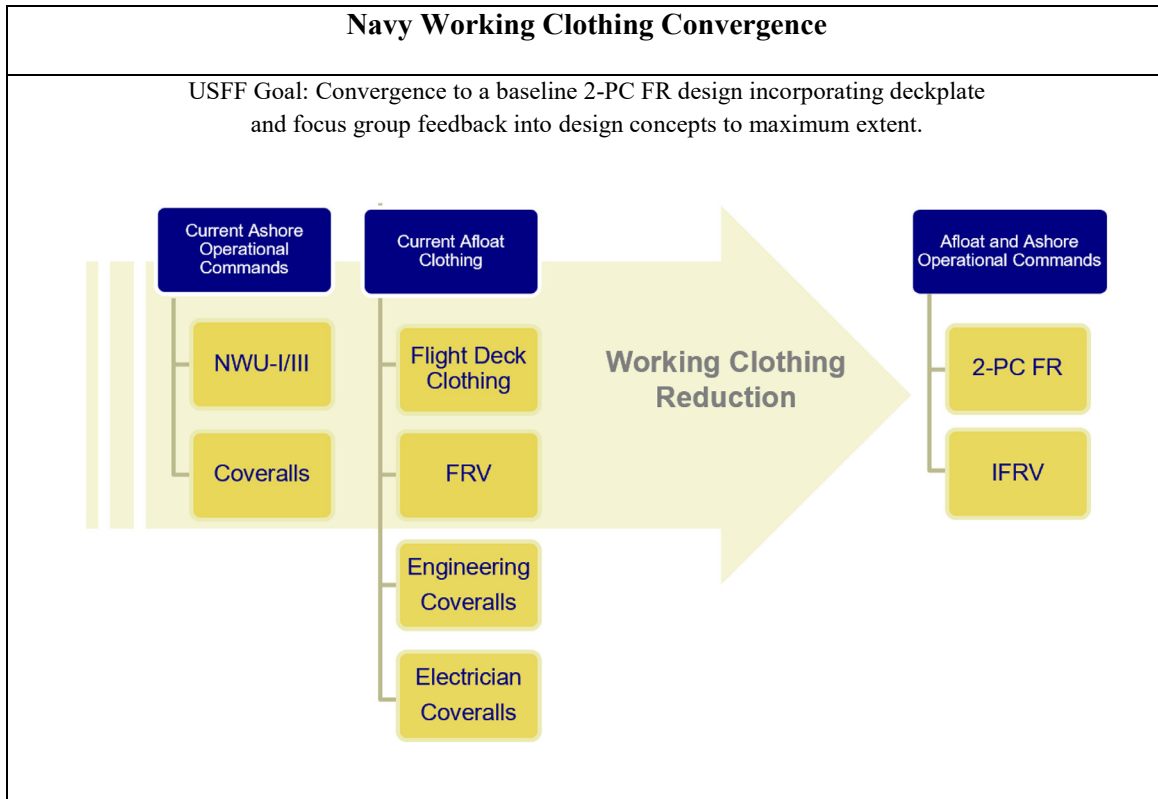 Navy Working Clothing Convergence
USFF Goal: Convergence to a baseline 2-PC FR design incorporating deckplate
and focus group feedback into design concepts to maximum extent.
Current Ashore
Operational
Commands
NWU-I/III
Coveralls
Current Afloat
Clothing
Flight Deck
Clothing
FRV
Engineering
Coveralls
Electrician
Coveralls
Working Clothing
Reduction
Afloat and Ashore
Operational Commands
2-PC FR
IFRV